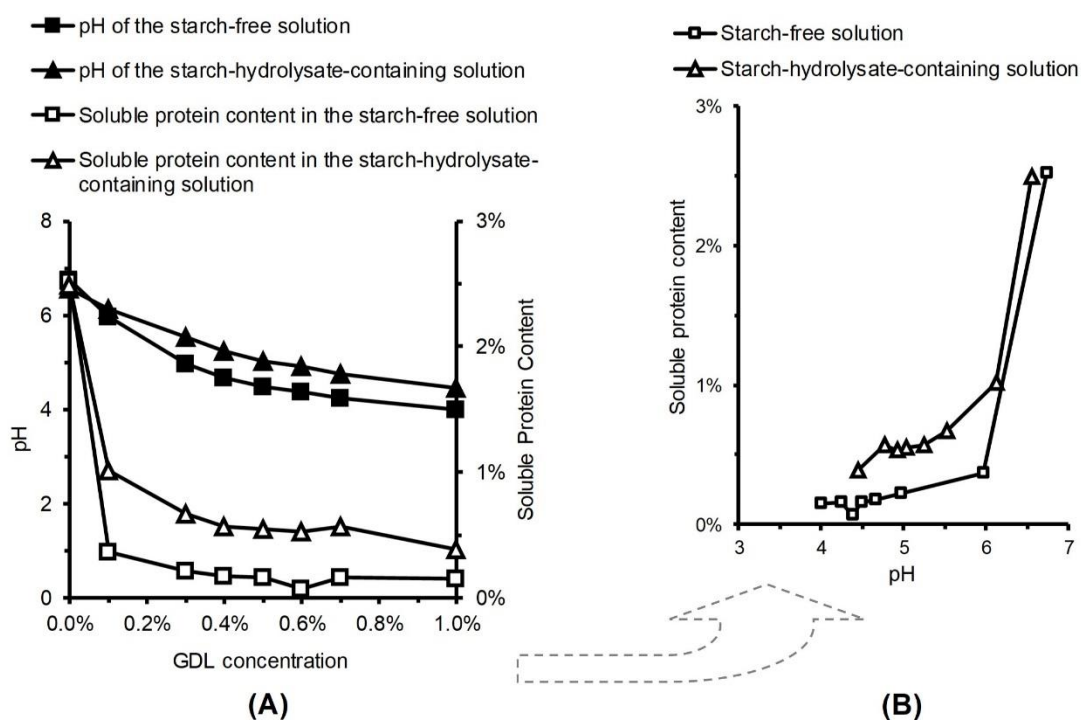 pH of the starch-free solution
pH of the starch-hydrolysate-containing solution
Soluble protein content in the starch-free solution
Soluble protein content in the starch-hydrolysate-
containing solution
8
6
4
2
0
pH
3%
2%
1%
0%
Soluble Protein Content
0.0%
0.2%
0.4%
0.6%
0.8%
1.0%
GDL concentration
(A)
Starch-free solution
Starch-hydrolysate-containing solution
3%
2%
1%
0%
Soluble protein content
3
4
5
6
7
pH
(B)